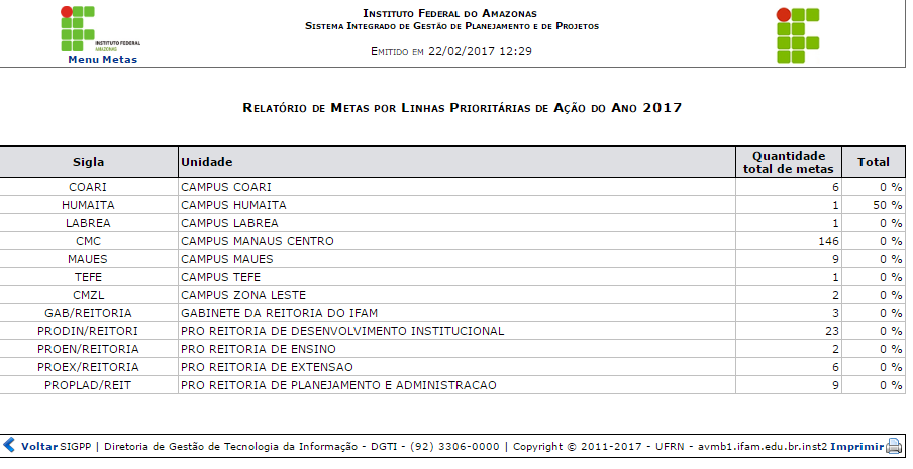 INSTITUTO FEDERAL DO AMAZONAS
SISTEMA INTEGRADO DE GESTÃO DE PLANEJAMENTO E DE PROJETOS
INSTITUTO FEDERAL
AMAZONAS
EMITIDO EM 22/02/2017 12:29
Menu Metas
RELATÓRIO DE METAS POR LINHAS PRIORITÁRIAS DE AÇÃO DO ANO 2017
Sigla Unidade Quantidade total de metas Total
COARI CAMPUS COARI 6 0 %
HUMAITA CAMPUS HUMAITA 1 50 %
LABREA CAMPUS LABREA 1 0 %
CMC CAMPUS MANAUS CENTRO 146 0 %
MAUES CAMPUS MAUES 9 0 %
TEFE CAMPUS TEFE 1 0 %
CMZL CAMPUS ZONA LESTE 2 0 %
GAB/REITORIA GABINETE DA REITORIA DO IFAM 3 0 %
PRODIN/REITORI PRO REITORIA DE DESENVOLVIMENTO INSTITUCIONAL 23 0 %
PROEN/REITORIA PRO REITORIA DE ENSINO 2 0 %
PROEX/REITORIA PRO REITORIA DE EXTENSAO 6 0 %
PROPLAD/REIT PRO REITORIA DE PLANEJAMENTO E ADMINISTRACAO 9 0 %
Voltar SIGPP | Diretoria de Gestão de Tecnologia da Informação - DGTI - (92) 3306-0000 | Copyright © 2011-2017 - UFRN - avmb1.ifam.edu.br.inst2 Imprimir